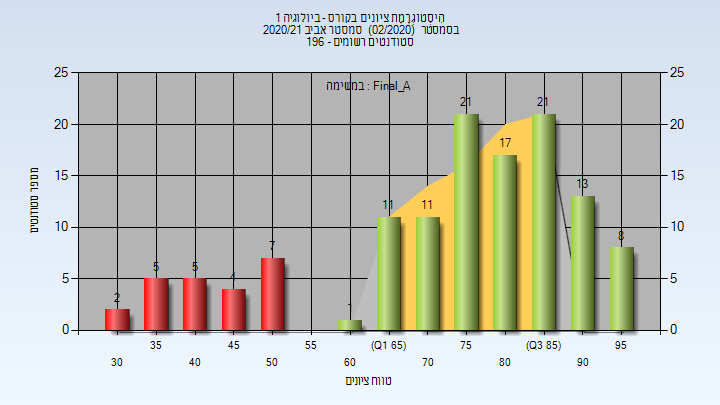 היסטוגרמת ציונים בקורס - ביולוגיה 1
בסמסטר (02/2020) סמסטר אביב 2020/21
סטודנטים רשומים - 196
במשימה : Final_A
מספר סטודנטים
25 25
20 20
15 15
10 10
5 5
0 0
2 5 5 4 7 1 11 11 21 17 21 13 8
35 45 55 (Q1 65) 75 (Q3 85) 95
30 40 50 60 70 80 90
טווח ציונים